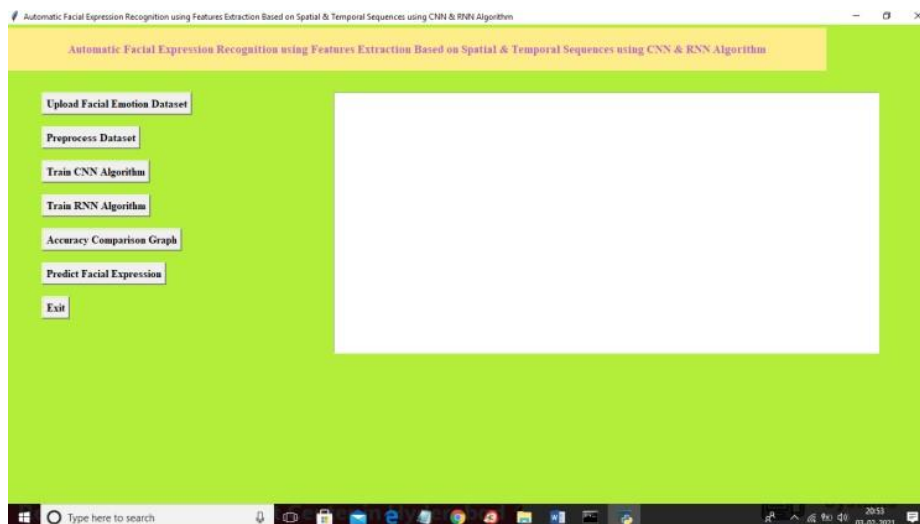 Automatic Facial Expression Recognition using Features Extraction Based on Spatial & Temporal Sequences using CNN & RNN Algorithm
Automatic Facial Expression Recognition using Features Extraction Based on Spatial & Temporal Sequences using CNN & RNN Algorithm
Upload Facial Emotion Dataset
Preprocess Dataset
Train CNN Algorithm
Train RNN Algorithm
Accuracy Comparison Graph
Predict Facial Expression
Exit
Type here to search
20:53